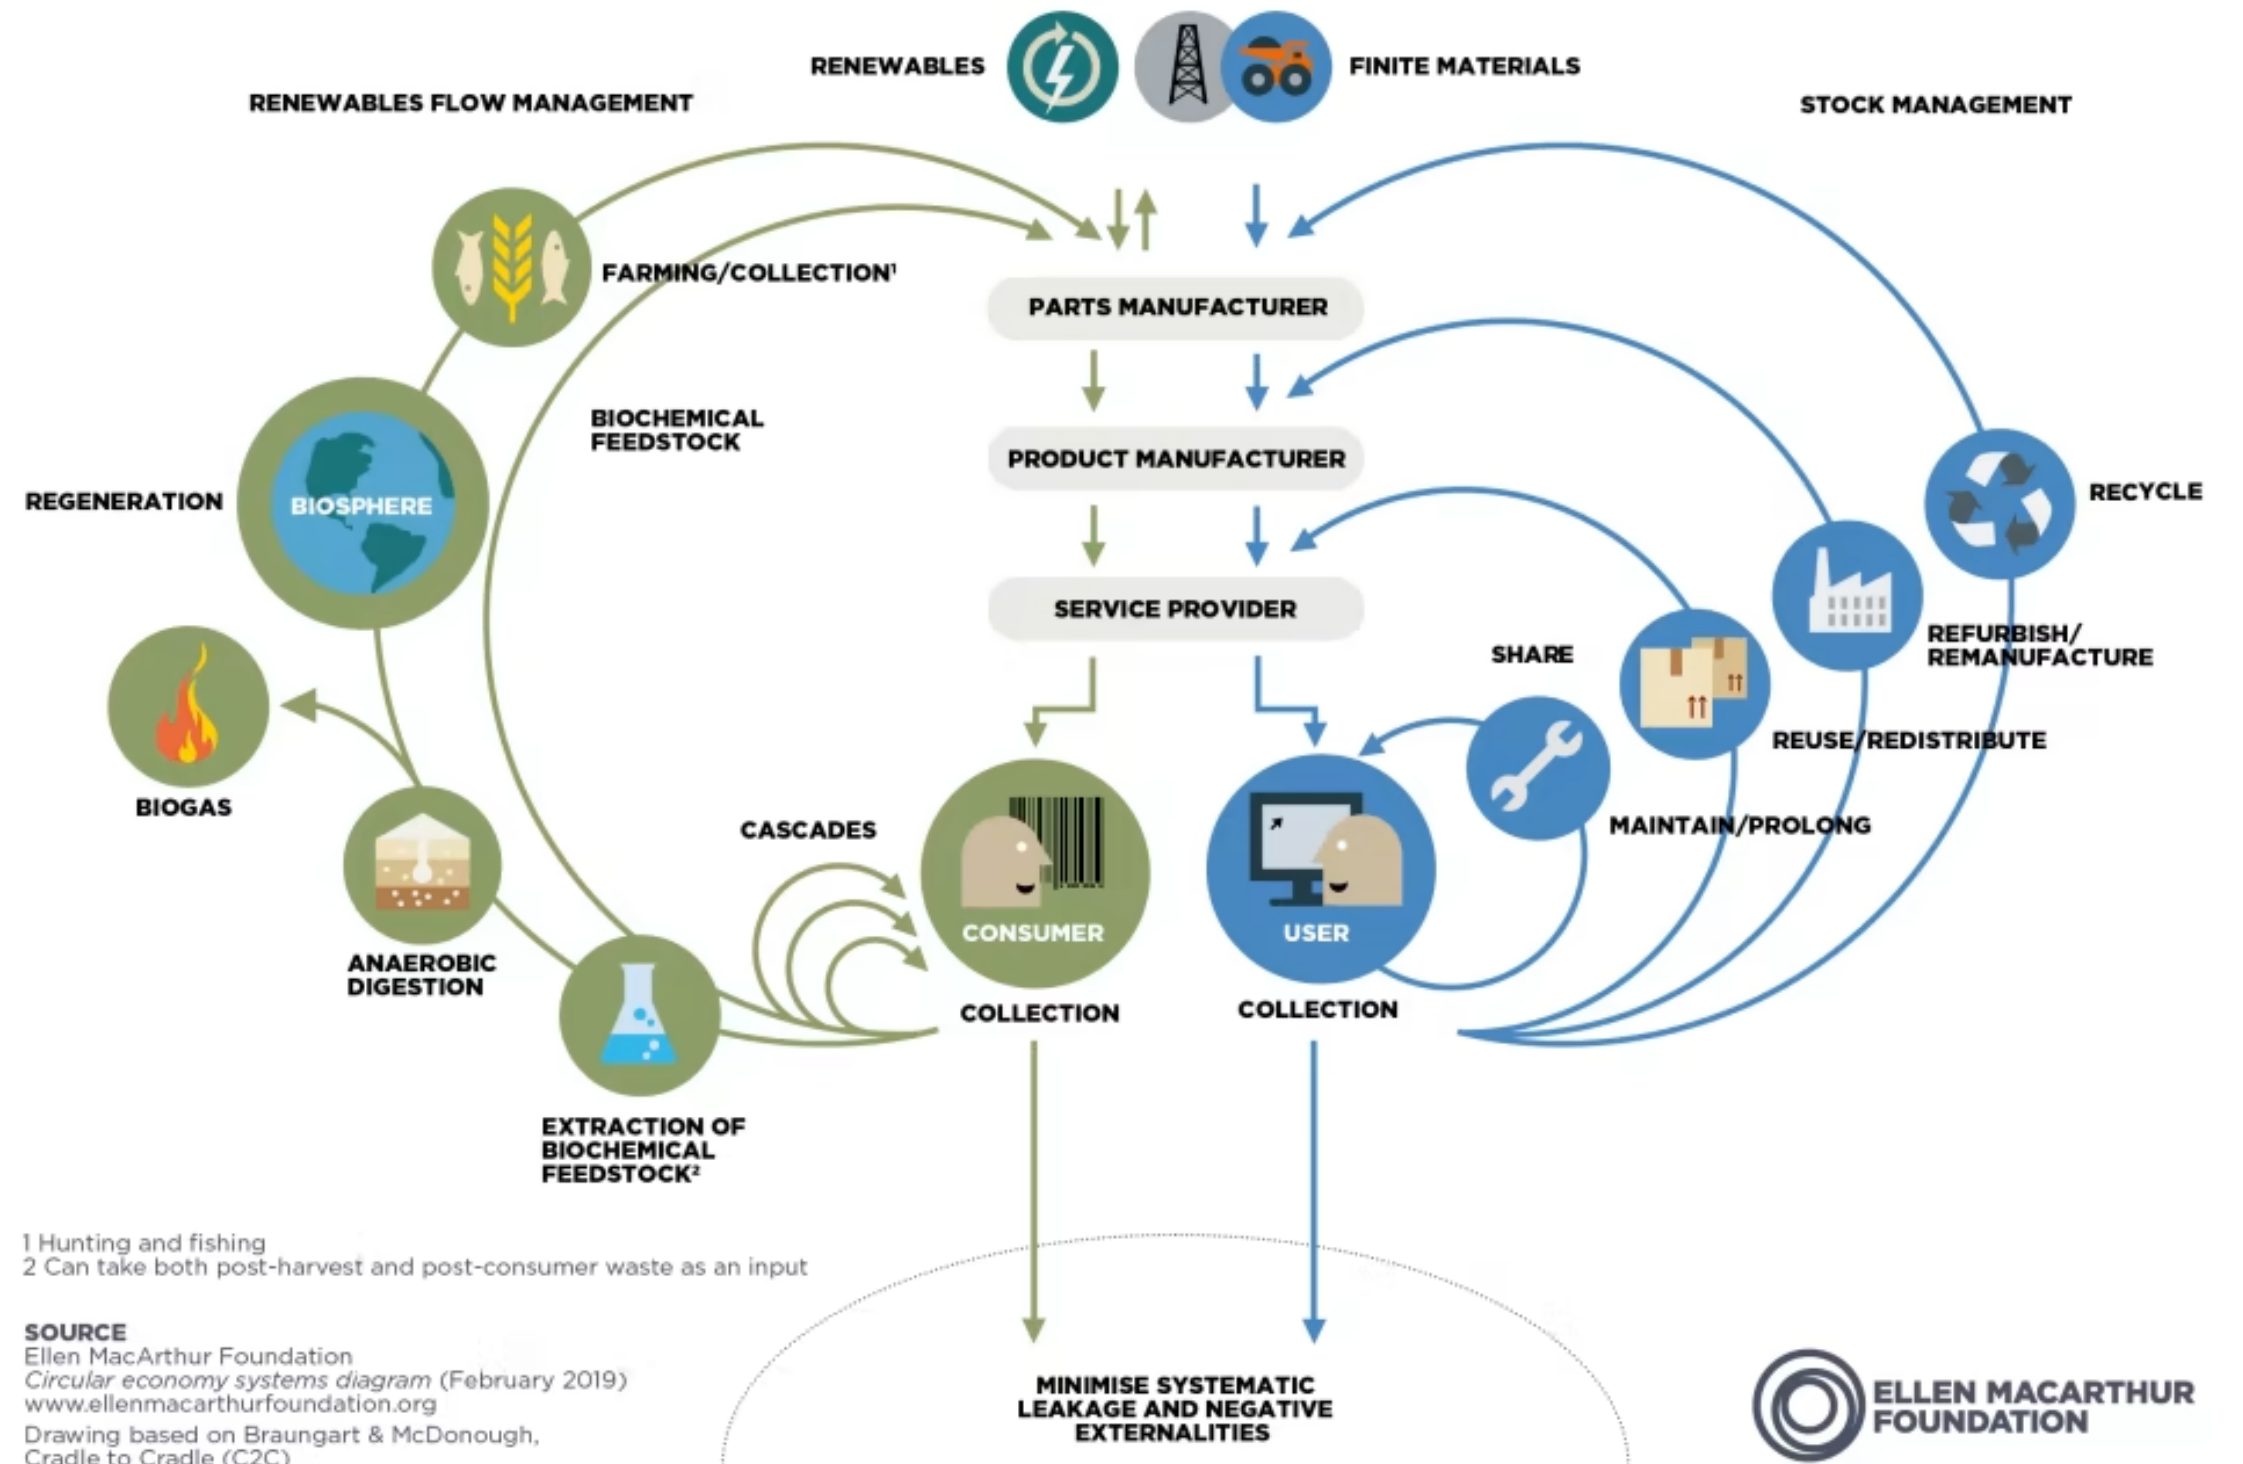 RENEWABLES
FINITE MATERIALS
RENEWABLES FLOW MANAGEMENT
STOCK MANAGEMENT
FARMING/COLLECTION¹
PARTS MANUFACTURER
BIOCHEMICAL
FEEDSTOCK
PRODUCT MANUFACTURER
REGENERATION
BIOSPHERE
RECYCLE
SERVICE PROVIDER
SHARE
REFURBISH/
REMANUFACTURE
REUSE/REDISTRIBUTE
BIOGAS
CASCADES
MAINTAIN/PROLONG
CONSUMER
USER
ANAEROBIC
DIGESTION
COLLECTION
COLLECTION
EXTRACTION OF
BIOCHEMICAL
FEEDSTOCK²
1 Hunting and fishing
2 Can take both post-harvest and post-consumer waste as an input
SOURCE
Ellen MacArthur Foundation
Circular economy systems diagram (February 2019)
www.ellenmacarthurfoundation.org
Drawing based on Braungart & McDonough,
Cradle to Cradle (C2C)
MINIMISE SYSTEMATIC
LEAKAGE AND NEGATIVE
EXTERNALITIES
ELLEN MACARTHUR
FOUNDATION